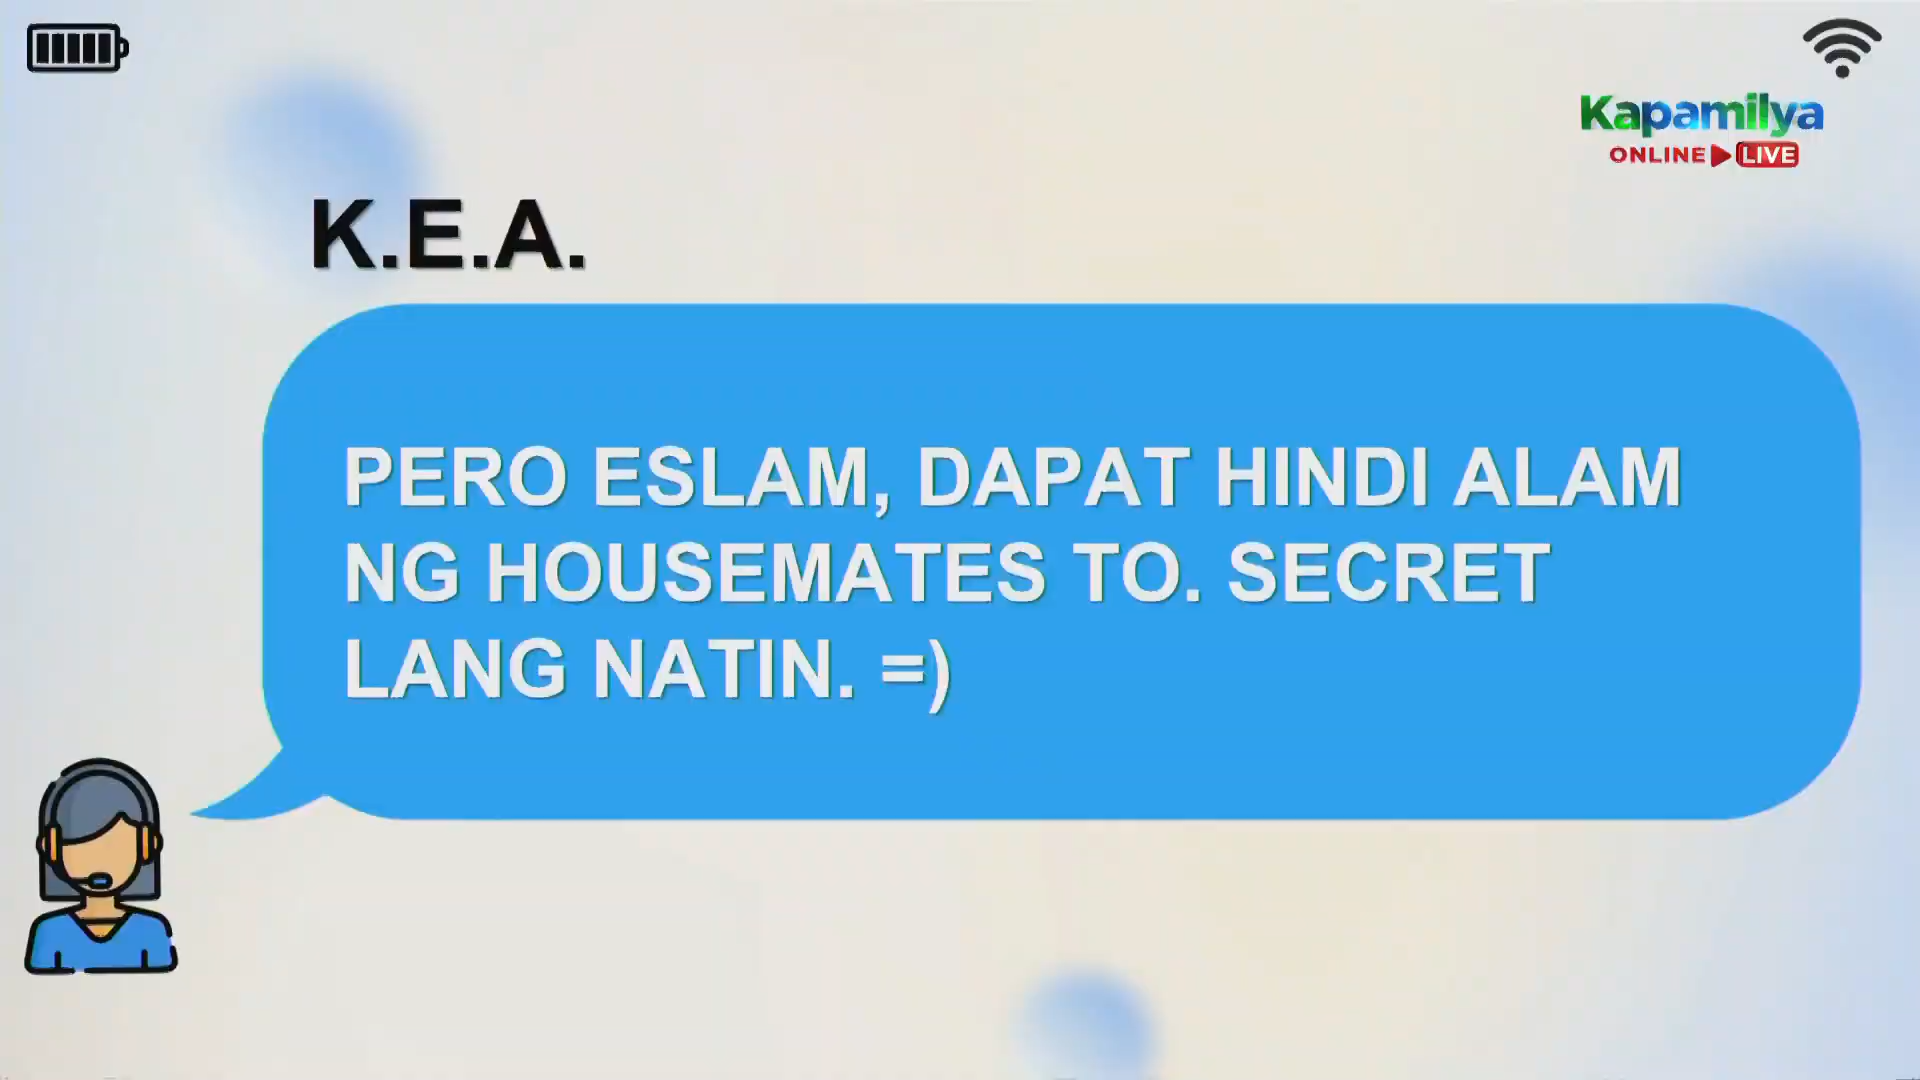 Kapamilya
ONLINE LIVE
K.E.A.
PERO ESLAM, DAPAT HINDI ALAM
NG HOUSEMATES TO. SECRET
LANG NATIN. =)